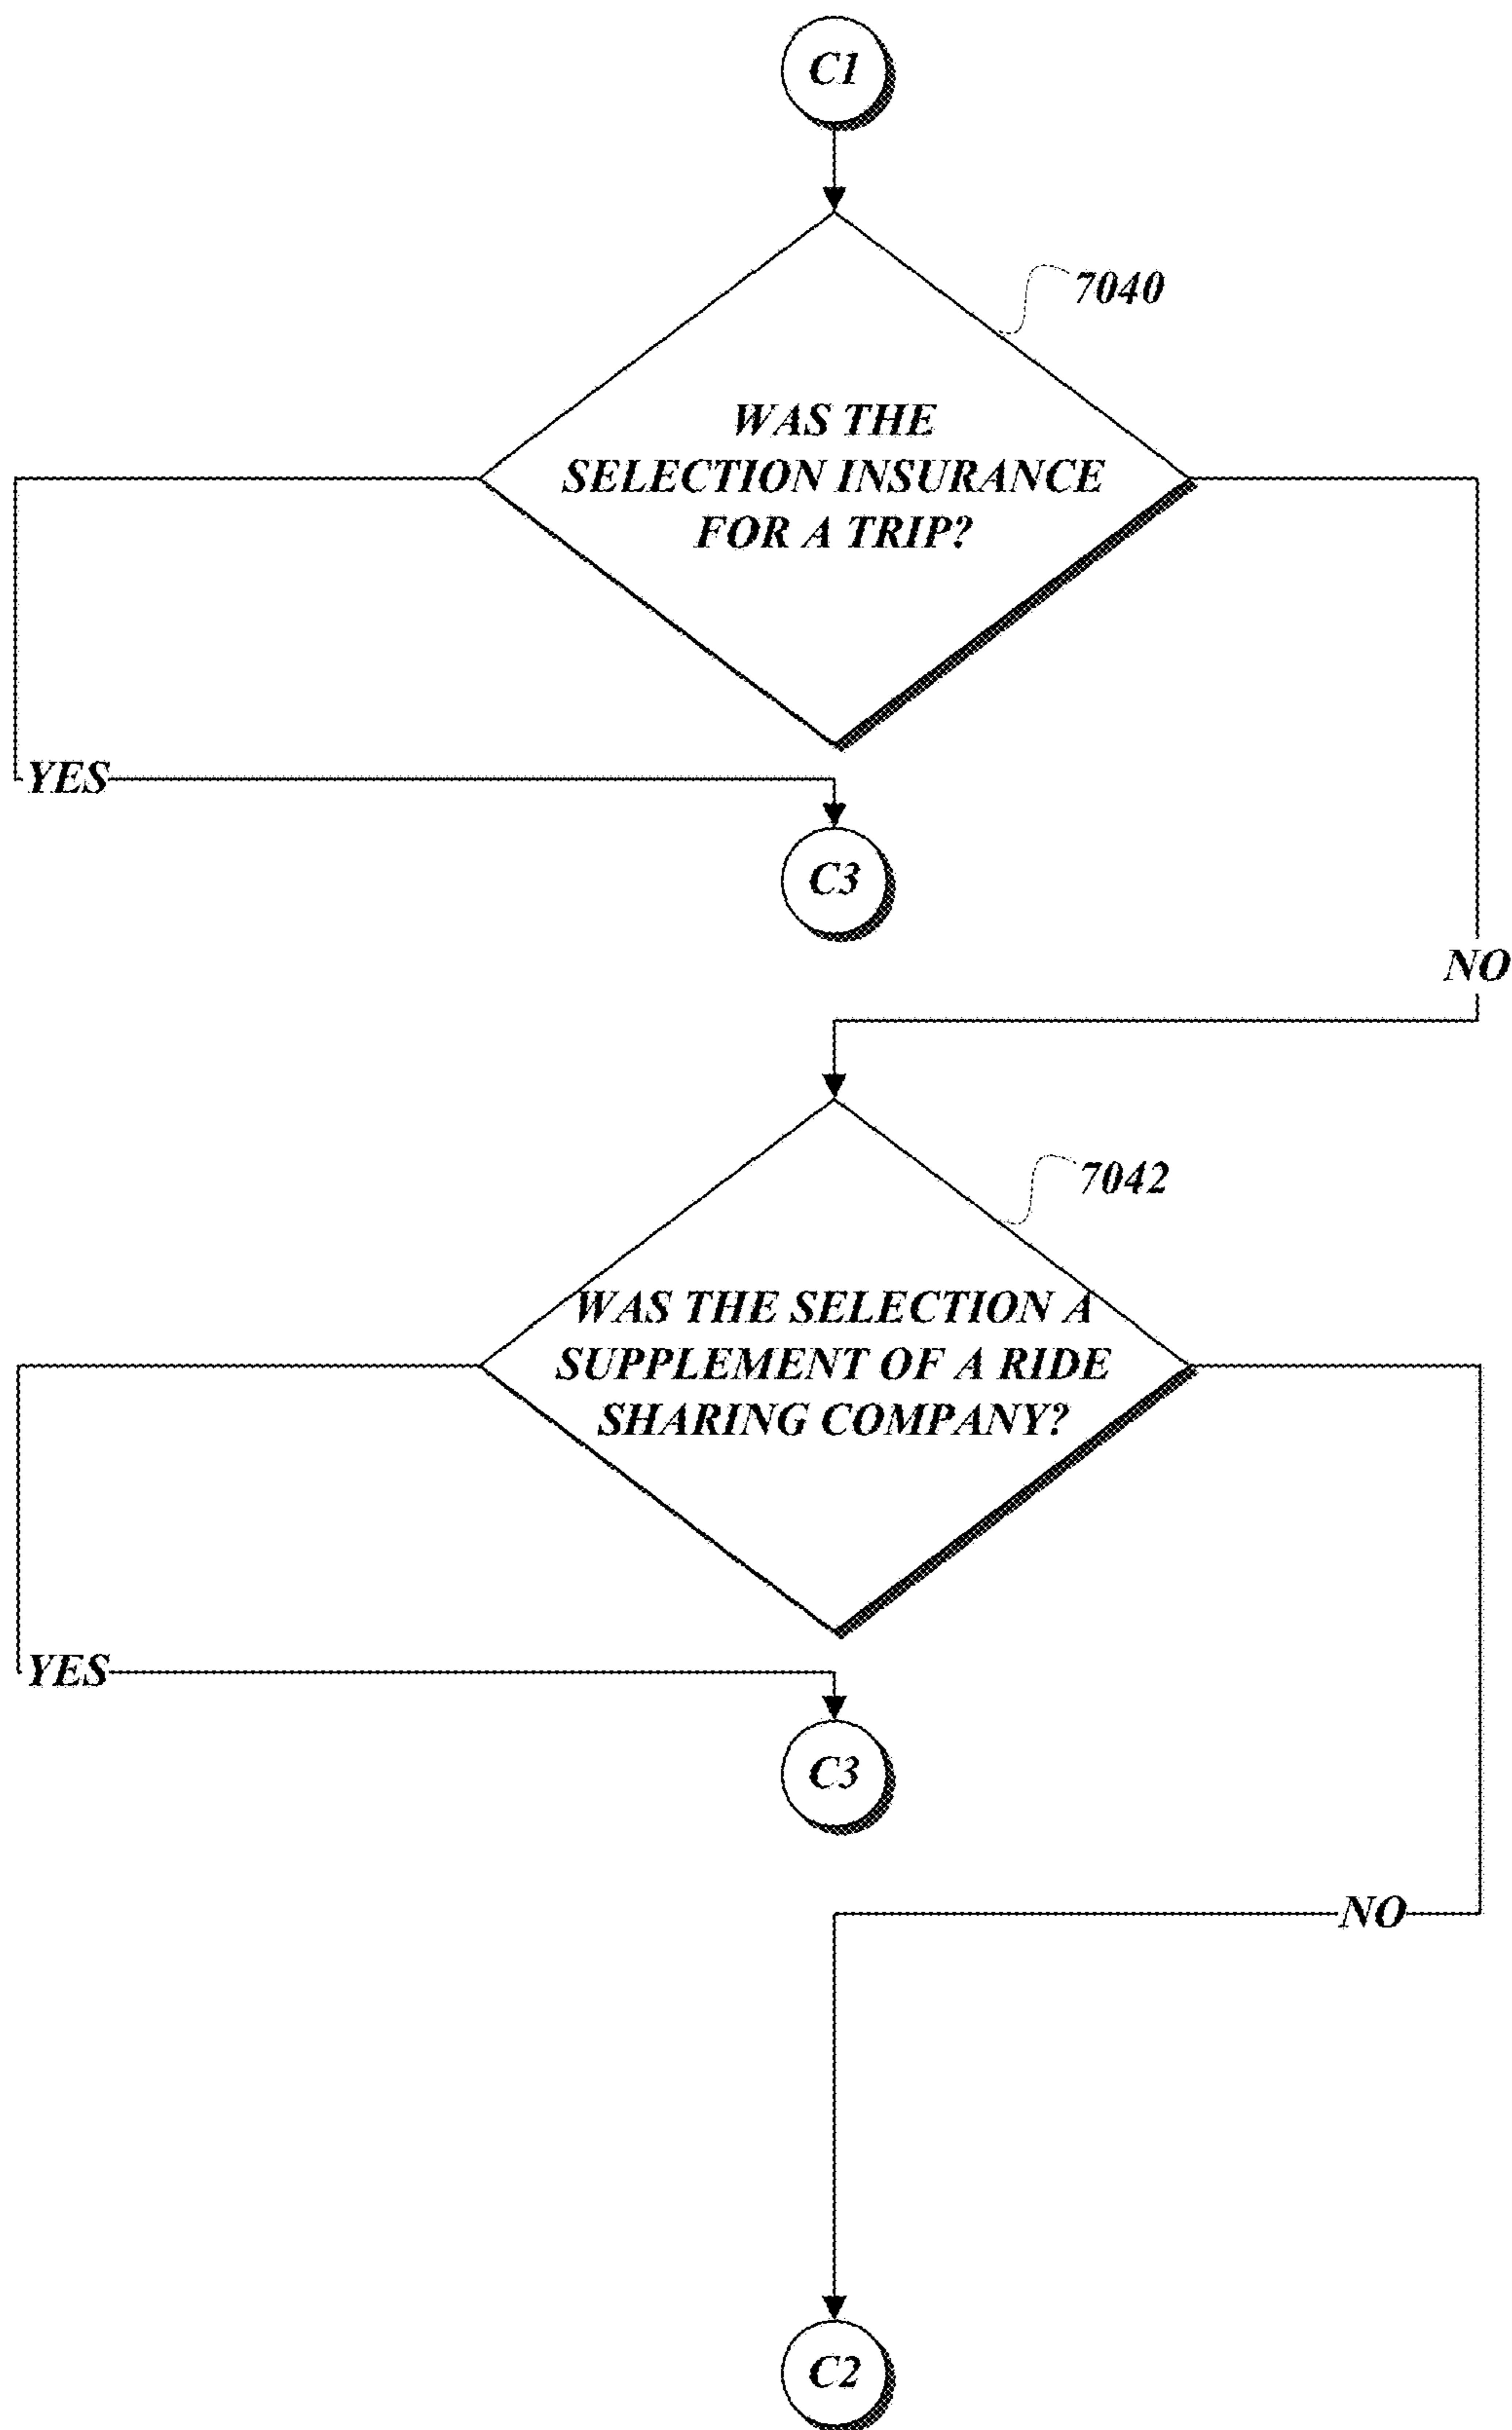 C1
7040
WAS THE
SELECTION INSURANCE
FOR A TRIP?
YES
C3
NO
7042
WAS THE SELECTION A
SUPPLEMENT OF A RIDE
SHARING COMPANY?
YES
C3
NO
C2